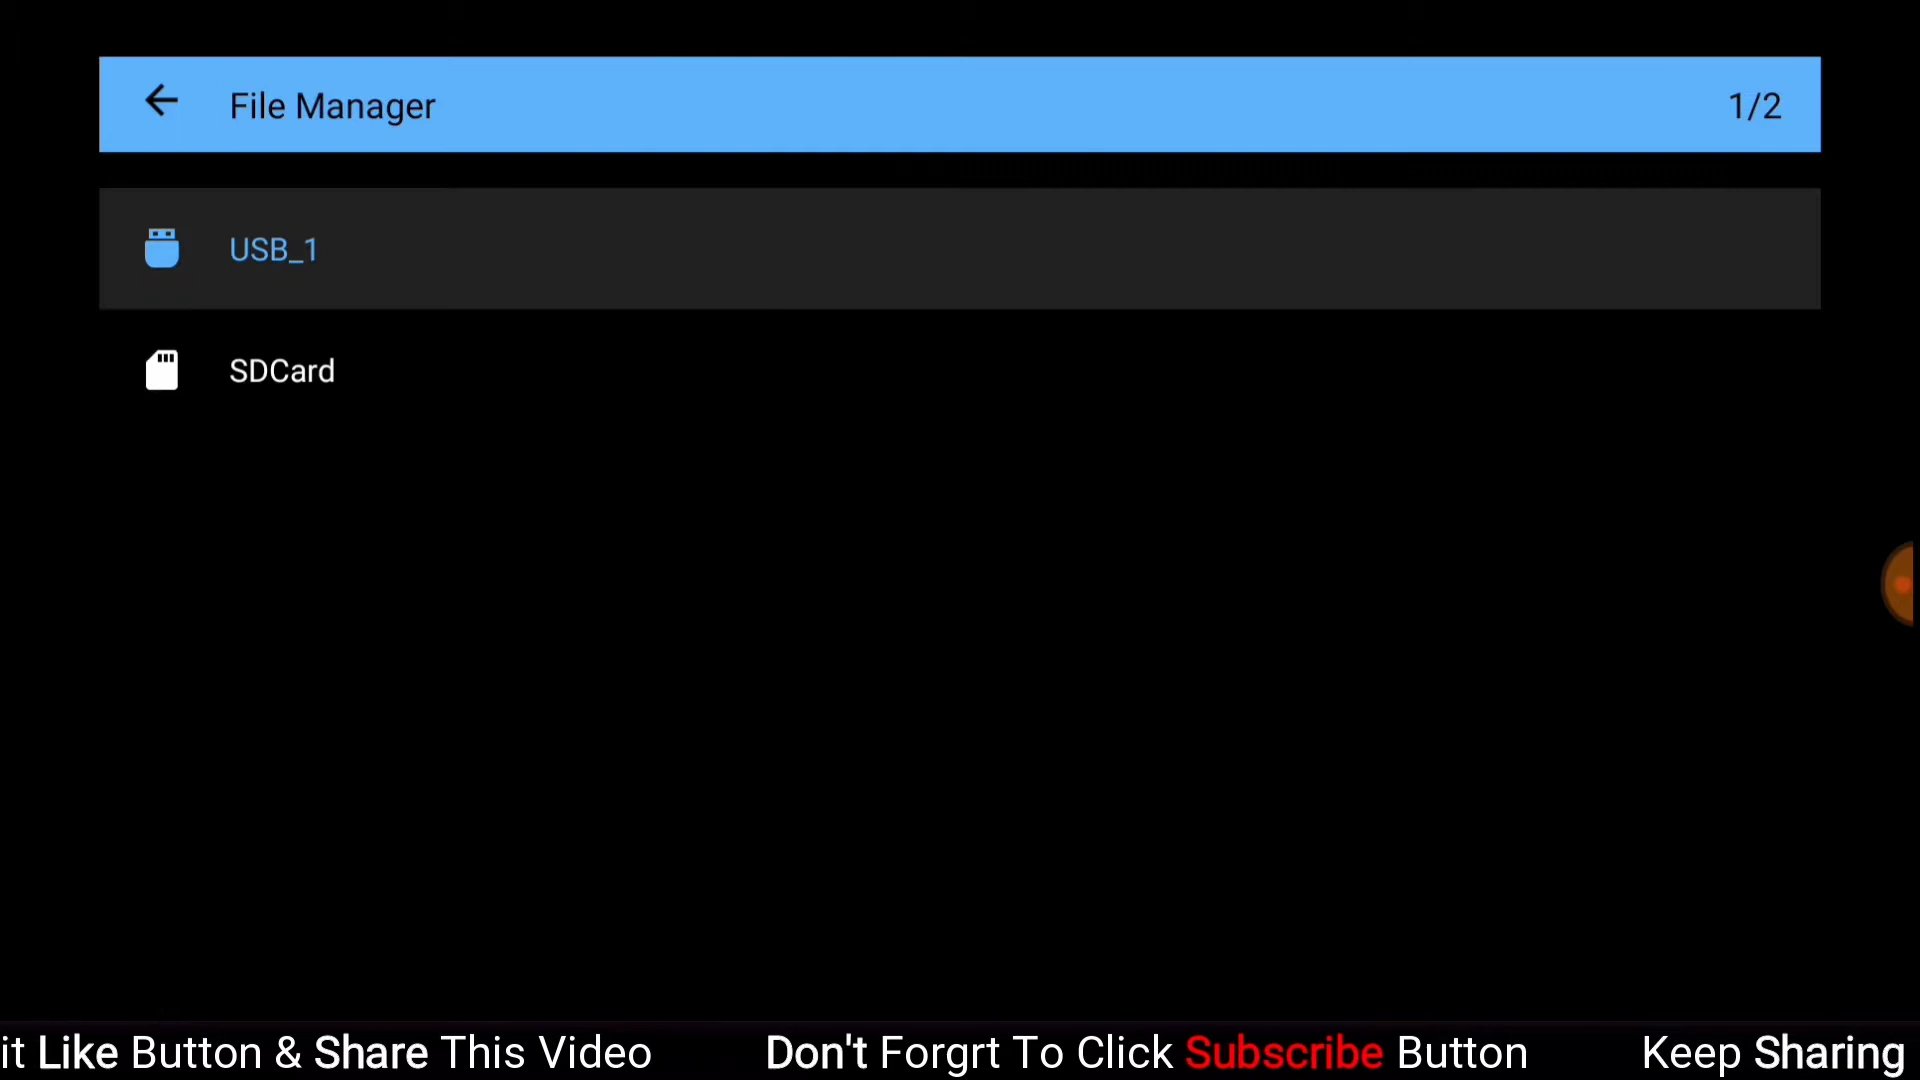 File Manager 1/2
USB_1
SDCard
it Like Button & Share This Video Don't Forgrt To Click Subscribe Button Keep Sharing